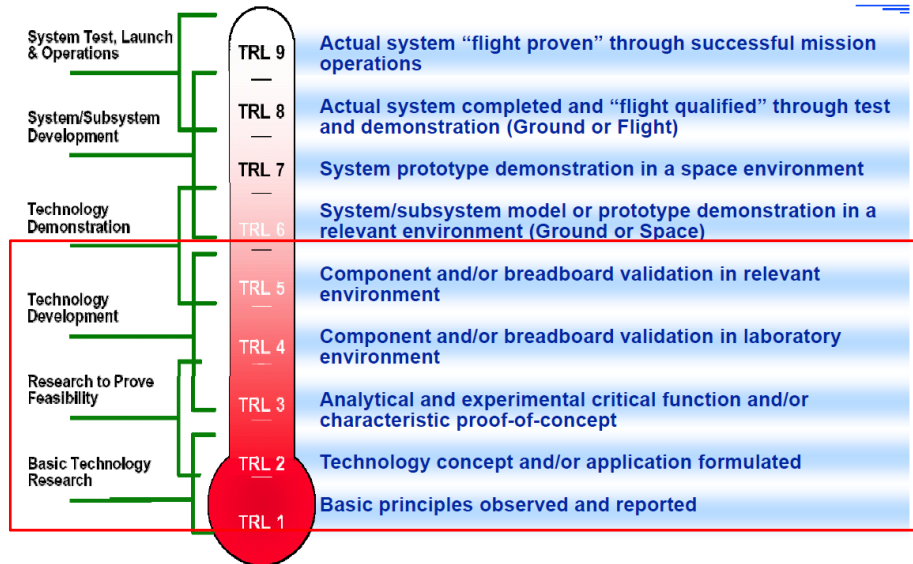 System Test, Launch
& Operations
TRL 9
Actual system “flight proven” through successful mission
operations
System/Subsystem
Development
TRL 8
Actual system completed and “flight qualified” through test
and demonstration (Ground or Flight)
TRL 7
System prototype demonstration in a space environment
Technology
Demonstration
TRL 6
System/subsystem model or prototype demonstration in a
relevant environment (Ground or Space)
Technology
Development
TRL 5
Component and/or breadboard validation in relevant
environment
TRL 4
Component and/or breadboard validation in laboratory
environment
Research to Prove
Feasibility
TRL 3
Analytical and experimental critical function and/or
characteristic proof-of-concept
Basic Technology
Research
TRL 2
Technology concept and/or application formulated
TRL 1
Basic principles observed and reported